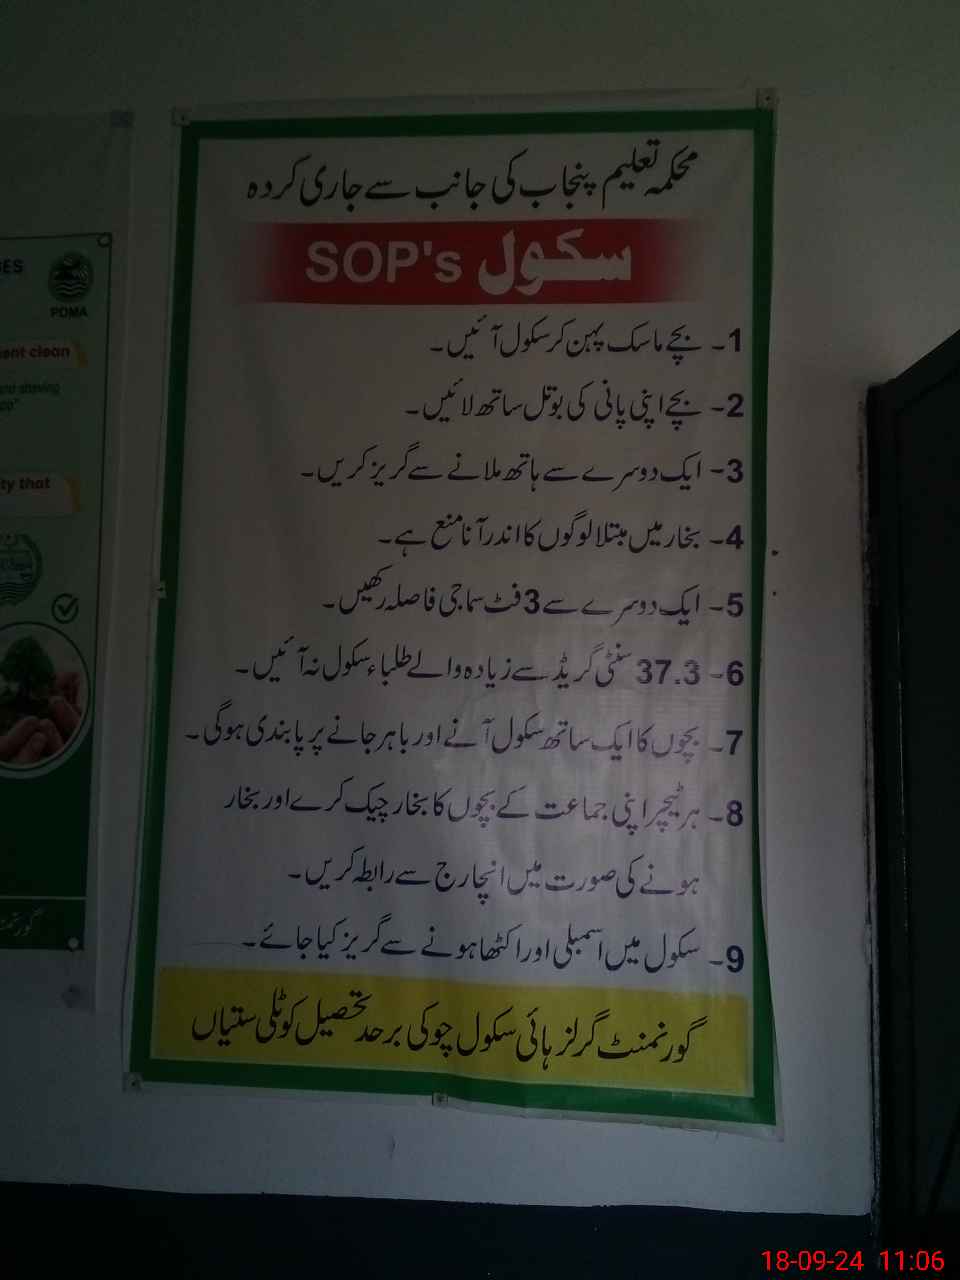 محکمہ تعلیم پنجاب کی جانب سے جاری کردہ
سکول SOP's
1- بچے ماسک پہن کر سکول آئیں۔
2- بچے اپنی پانی کی بوتل ساتھ لائیں۔
3- ایک دوسرے سے ہاتھ ملانے سے گریز کریں۔
4- بخار میں مبتلا لوگوں کا اندر آنا منع ہے۔
5- ایک دوسرے سے 3 فٹ سماجی فاصلہ رکھیں۔
6- 37.3 سنٹی گریڈ سے زیادہ والے طلباء سکول نہ آئیں۔
7- بچوں کا ایک ساتھ سکول آنے اور باہر جانے پر پابندی ہوگی۔
8- ہر ٹیچر اپنی جماعت کے بچوں کا بخار چیک کرے اور بخار
ہونے کی صورت میں انچارج سے رابطہ کریں۔
9- سکول میں اسمبلی اور اکٹھا ہونے سے گریز کیا جائے۔
گورنمنٹ گرلز ہائی سکول چوکی برحد تحصیل کوٹلی ستیاں
PDMA
clean
and shaving
ty that
18-09-24 11:06